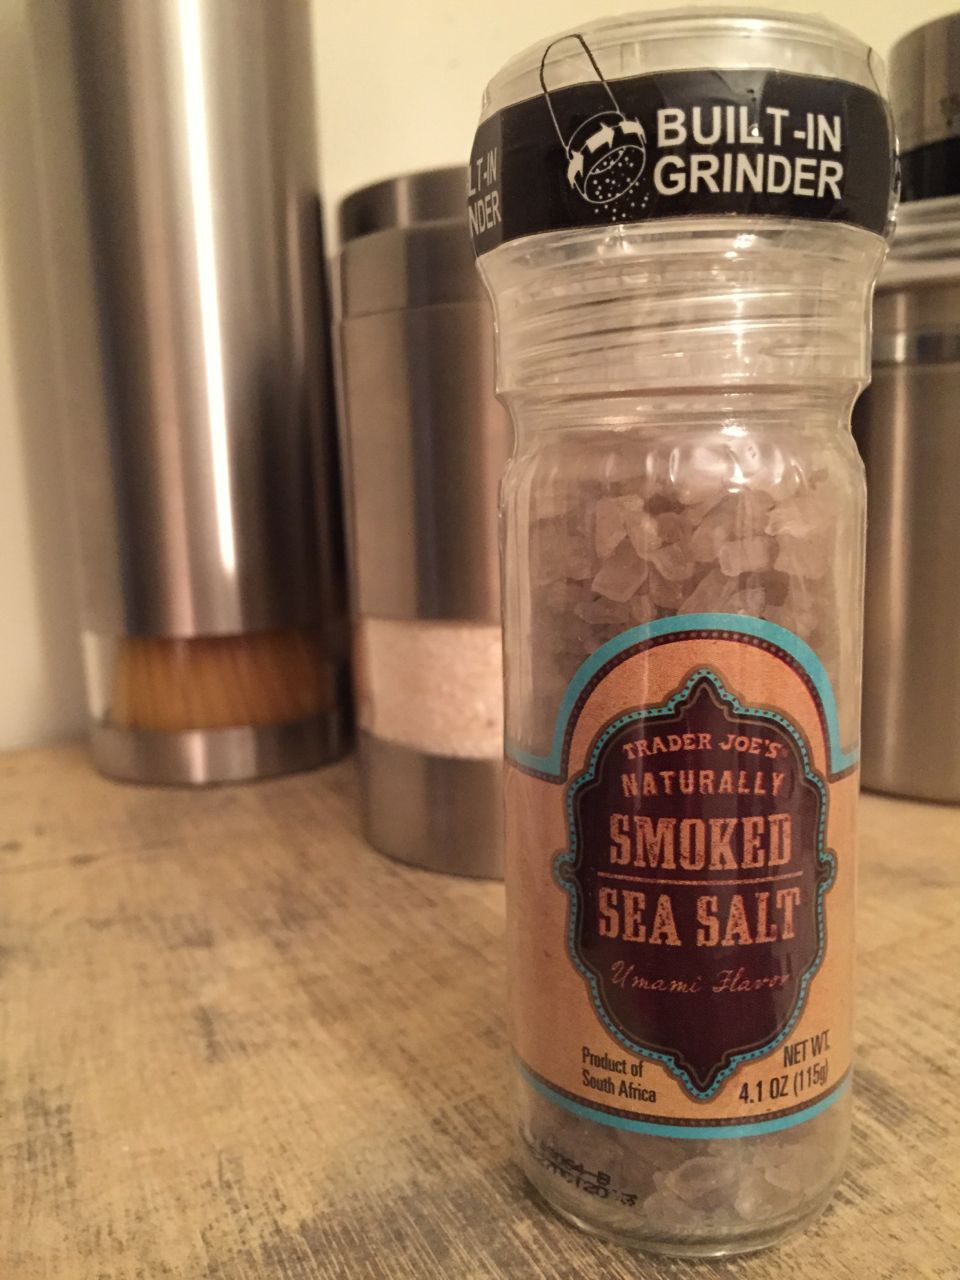 BUILT-IN
GRINDER
LT-IN
NDER
TRADER JOE'S
NATURALLY
SMOKED
SEA SALT
Umami Flavor
Product of
South Africa
NET WT.
4.1 OZ (115g)